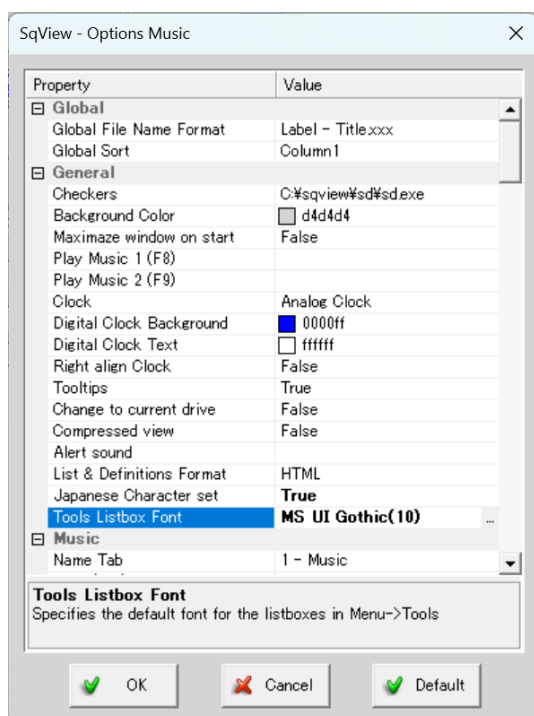 SqView - Options Music
Property Value
Global
Global File Name Format Label - Title.xxx
Global Sort Column1
General
Checkers C:¥sqview¥sd¥sd.exe
Background Color d4d4d4
Maximaze window on start False
Play Music 1 (F8)
Play Music 2 (F9)
Clock Analog Clock
Digital Clock Background 0000ff
Digital Clock Text ffffff
Right align Clock False
Tooltips True
Change to current drive False
Compressed view False
Alert sound
List & Definitions Format HTML
Japanese Character set True
Tools Listbox Font MS UI Gothic(10) ...
Music
Name Tab 1 - Music
Tools Listbox Font
Specifies the default font for the listboxes in Menu->Tools
OK Cancel Default